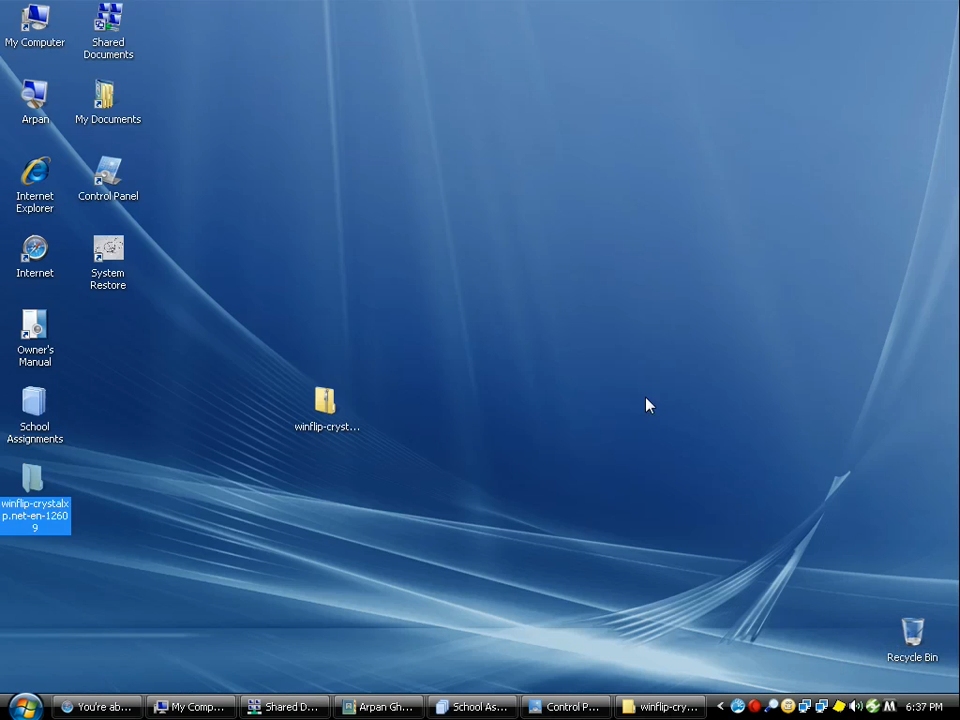 My Computer
Shared
Documents
Arpan
My Documents
Internet
Explorer
Control Panel
Internet
System
Restore
Owner's
Manual
School
Assignments
winflip-cryst...
winflip-crystalx
p.net-en-1260
9
Recycle Bin
You're ab...
My Comp...
Shared D...
Arpan Gh...
School As...
Control P...
winflip-cry...
6:37 PM